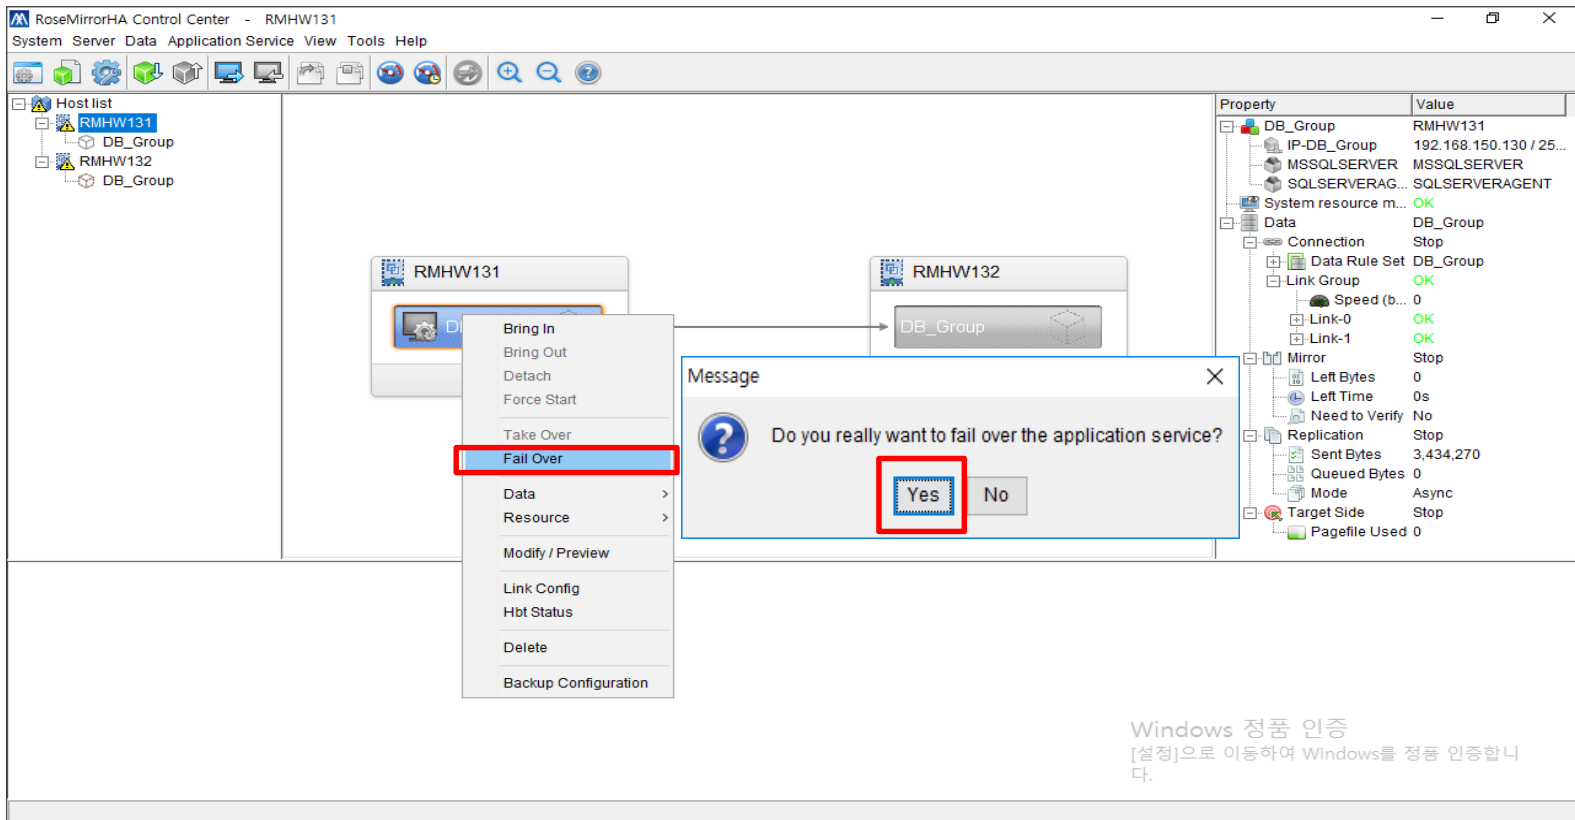 RoseMirrorHA Control Center - RMHW131
System Server Data Application Service View Tools Help
Host list
RMHW131
DB_Group
RMHW132
DB_Group
RMHW131
RMHW132
DB_Group
Bring In
Bring Out
Detach
Force Start
Take Over
Fail Over
Data
Resource
Modify / Preview
Link Config
Hbt Status
Delete
Backup Configuration
Message
Do you really want to fail over the application service?
Yes No
Property Value
DB_Group RMHW131
IP-DB_Group 192.168.150.130 / 25...
MSSQLSERVER MSSQLSERVER
SQLSERVERAG... SQLSERVERAGENT
System resource m... OK
Data DB_Group
Connection Stop
Data Rule Set DB_Group
Link Group OK
Speed (b... 0
Link-0 OK
Link-1 OK
Mirror Stop
Left Bytes 0
Left Time 0s
Need to Verify No
Replication Stop
Sent Bytes 3,434,270
Queued Bytes 0
Mode Async
Target Side Stop
Pagefile Used 0
Windows 정품 인증
[설정]으로 이동하여 Windows를 정품 인증합니
다.